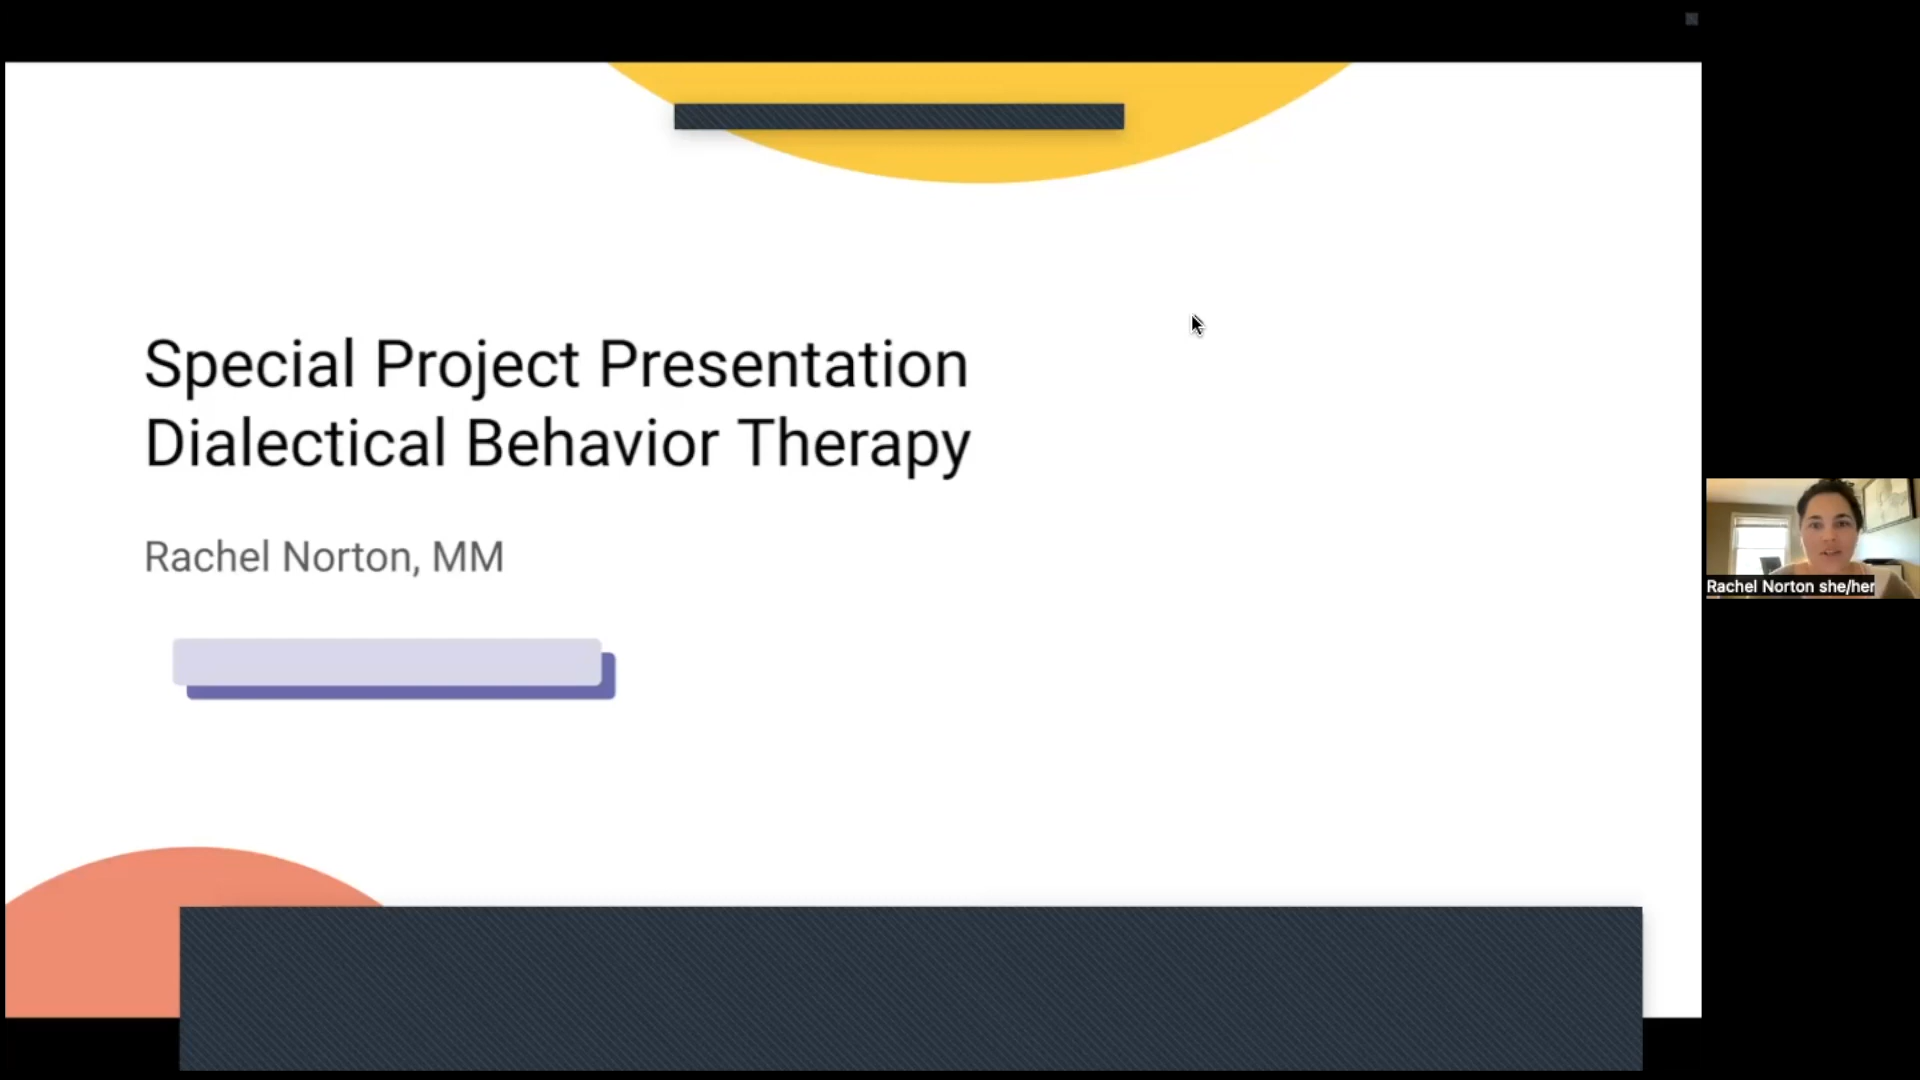 Special Project Presentation
Dialectical Behavior Therapy
Rachel Norton, MM
Rachel Norton she/her